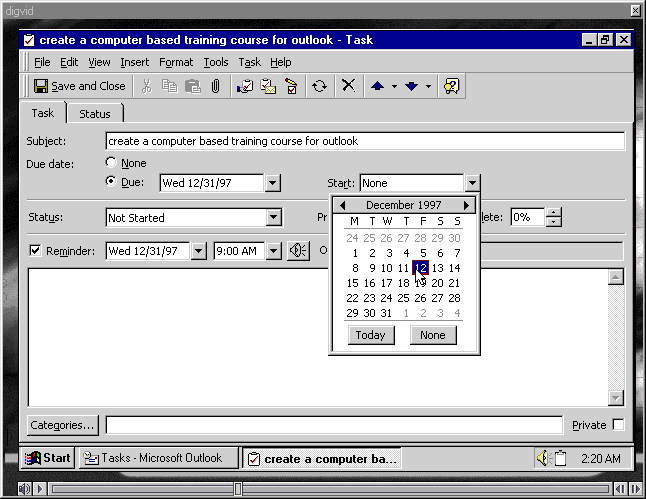 digvid
create a computer based training course for outlook - Task
File Edit View Insert Format Tools Task Help
Save and Close
Task Status
Subject: create a computer based training course for outlook
Due date: None
Due: Wed 12/31/97 Start: None
December 1997
Status: Not Started Pr lete: 0%
M T W T F S S
24 25 26 27 28 29 30
Reminder: Wed 12/31/97 9:00 AM O
1 2 3 4 5 6 7
8 9 10 11 12 13 14
15 16 17 18 19 20 21
22 23 24 25 26 27 28
29 30 31 1 2 3 4
Today None
Categories... Private
Start Tasks - Microsoft Outlook create a computer ba... 2:20 AM